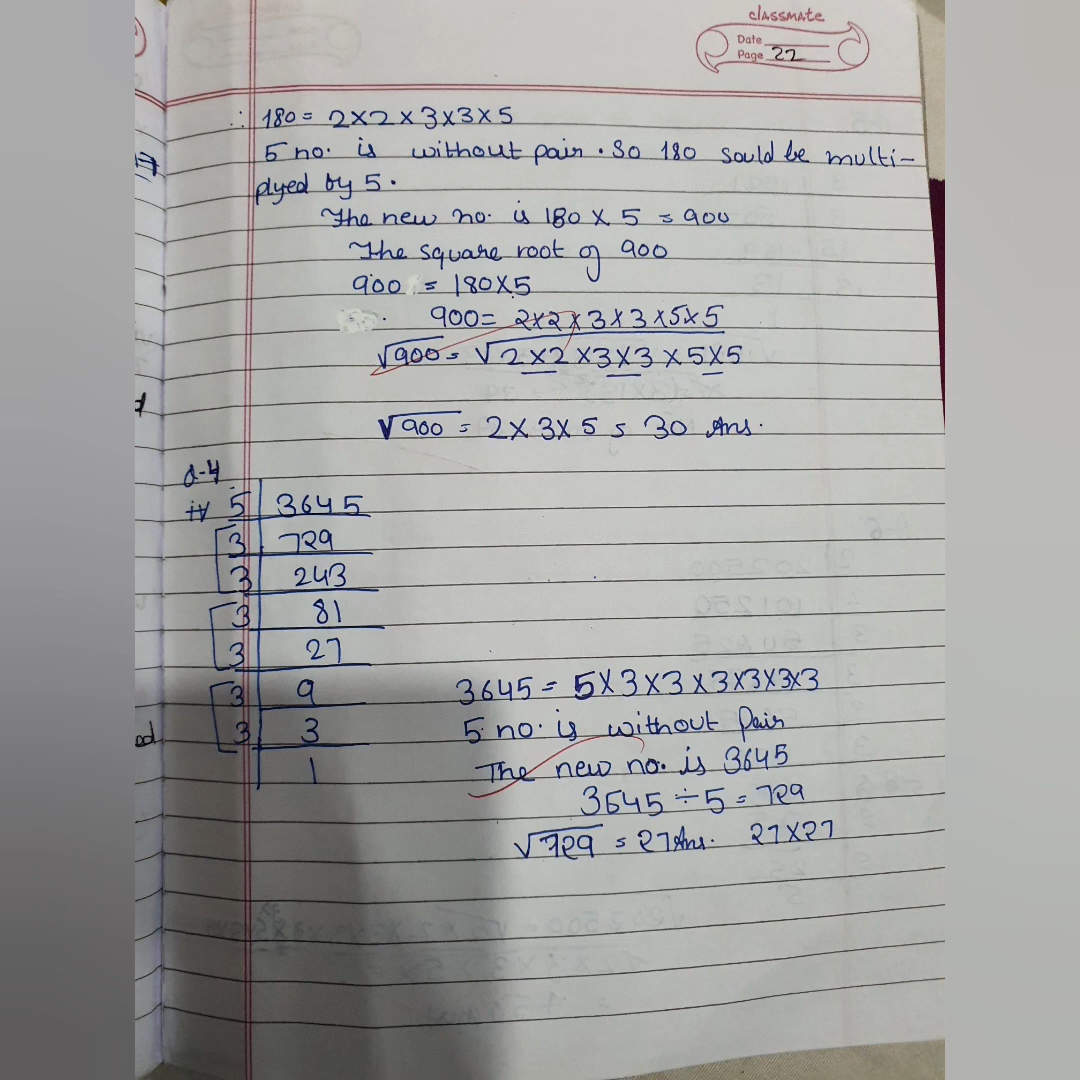 classmate
Date
Page 22
∴ 180 = 2×2×3×3×5
5 no. is without pair. So 180 sould be multi-
plyed by 5.
The new no. is 180 × 5 = 900
The square root of 900
900 = 180×5
900 = 2×2×3×3×5×5
√900 = √2×2×3×3×5×5
√900 = 2×3×5 = 30 Ans.
Q-4
iv 5 | 3645
3 | 729
3 | 243
3 | 81
3 | 27
3 | 9
3 | 3
1
3645 = 5×3×3×3×3×3×3
5 no. is without Pair
The new no. is 3645
3645 ÷ 5 = 729
√729 = 27 Ans. 27×27